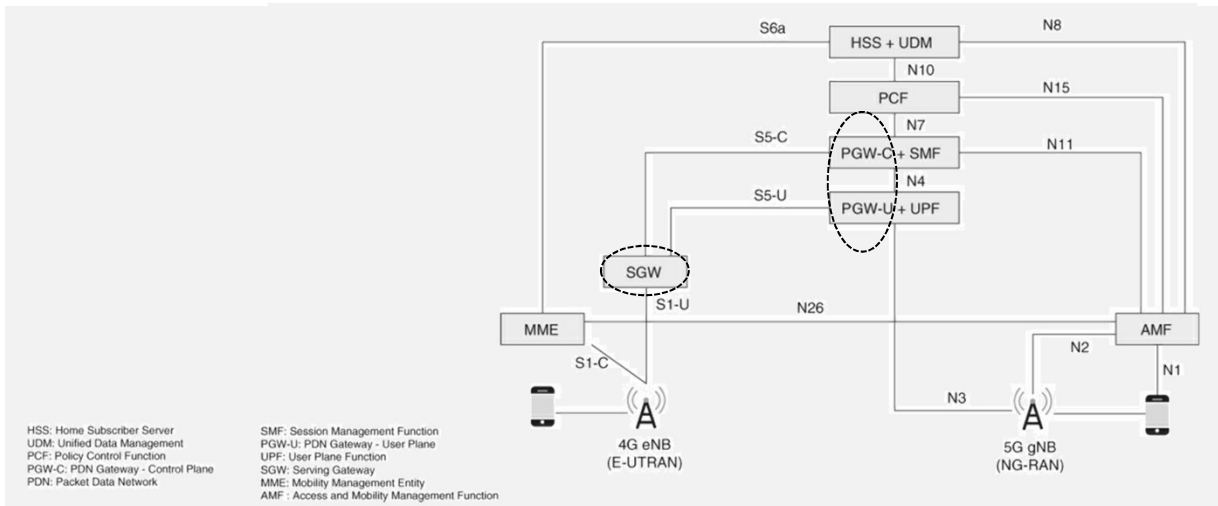 S6a
HSS + UDM
N8
N10
PCF
N15
N7
S5-C
PGW-C + SMF
N11
N4
S5-U
PGW-U + UPF
SGW
S1-U
N26
MME
AMF
S1-C
N2
N1
N3
4G eNB
(E-UTRAN)
5G gNB
(NG-RAN)
HSS: Home Subscriber Server
UDM: Unified Data Management
PCF: Policy Control Function
PGW-C: PDN Gateway - Control Plane
PDN: Packet Data Network
SMF: Session Management Function
PGW-U: PDN Gateway - User Plane
UPF: User Plane Function
SGW: Serving Gateway
MME: Mobility Management Entity
AMF : Access and Mobility Management Function